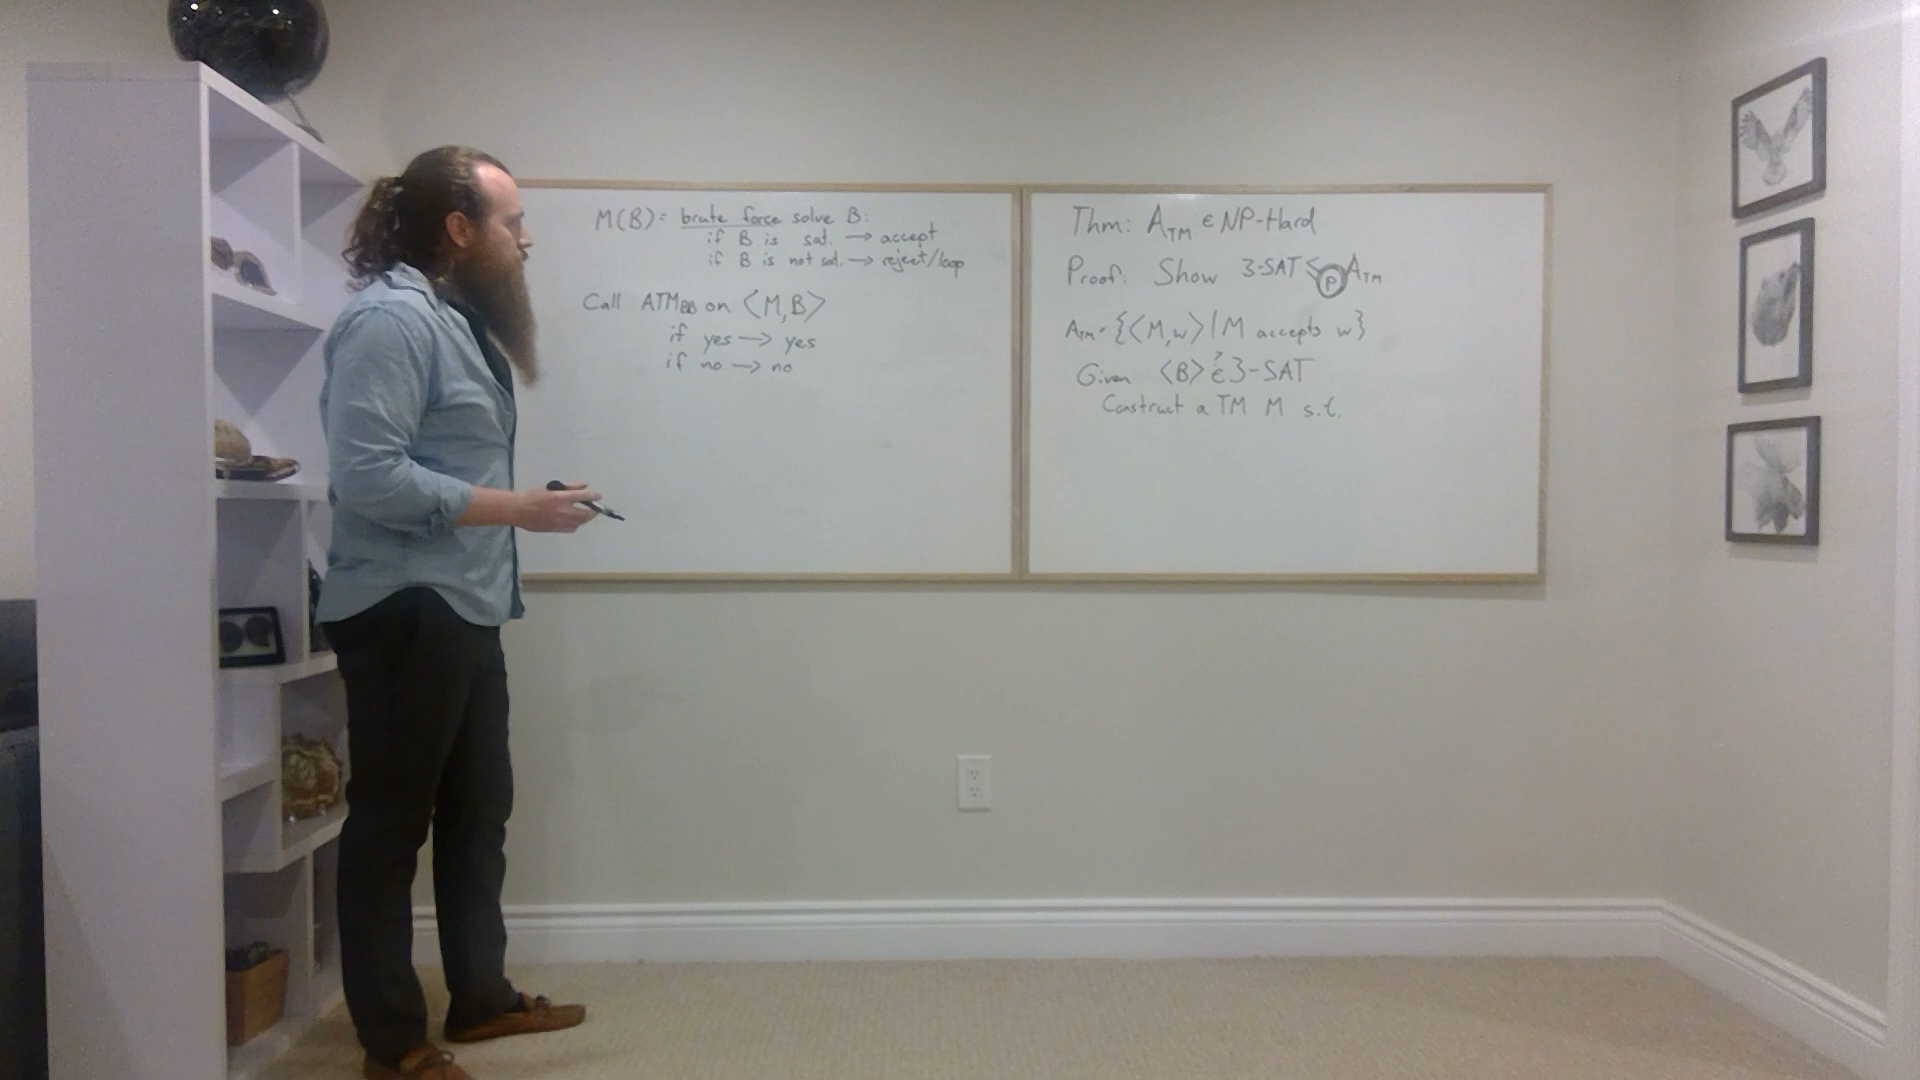 M(B) = brute force solve B:
if B is sat. → accept
if B is not sat. → reject/loop
Call ATM_BB on ⟨M,B⟩
if yes → yes
if no → no
Thm: A_TM ∈ NP-Hard
Proof: Show 3-SAT ≤_p A_TM
A_TM = {⟨M,w⟩ | M accepts w}
Given ⟨B⟩ ∈? 3-SAT
Construct a TM M s.t.